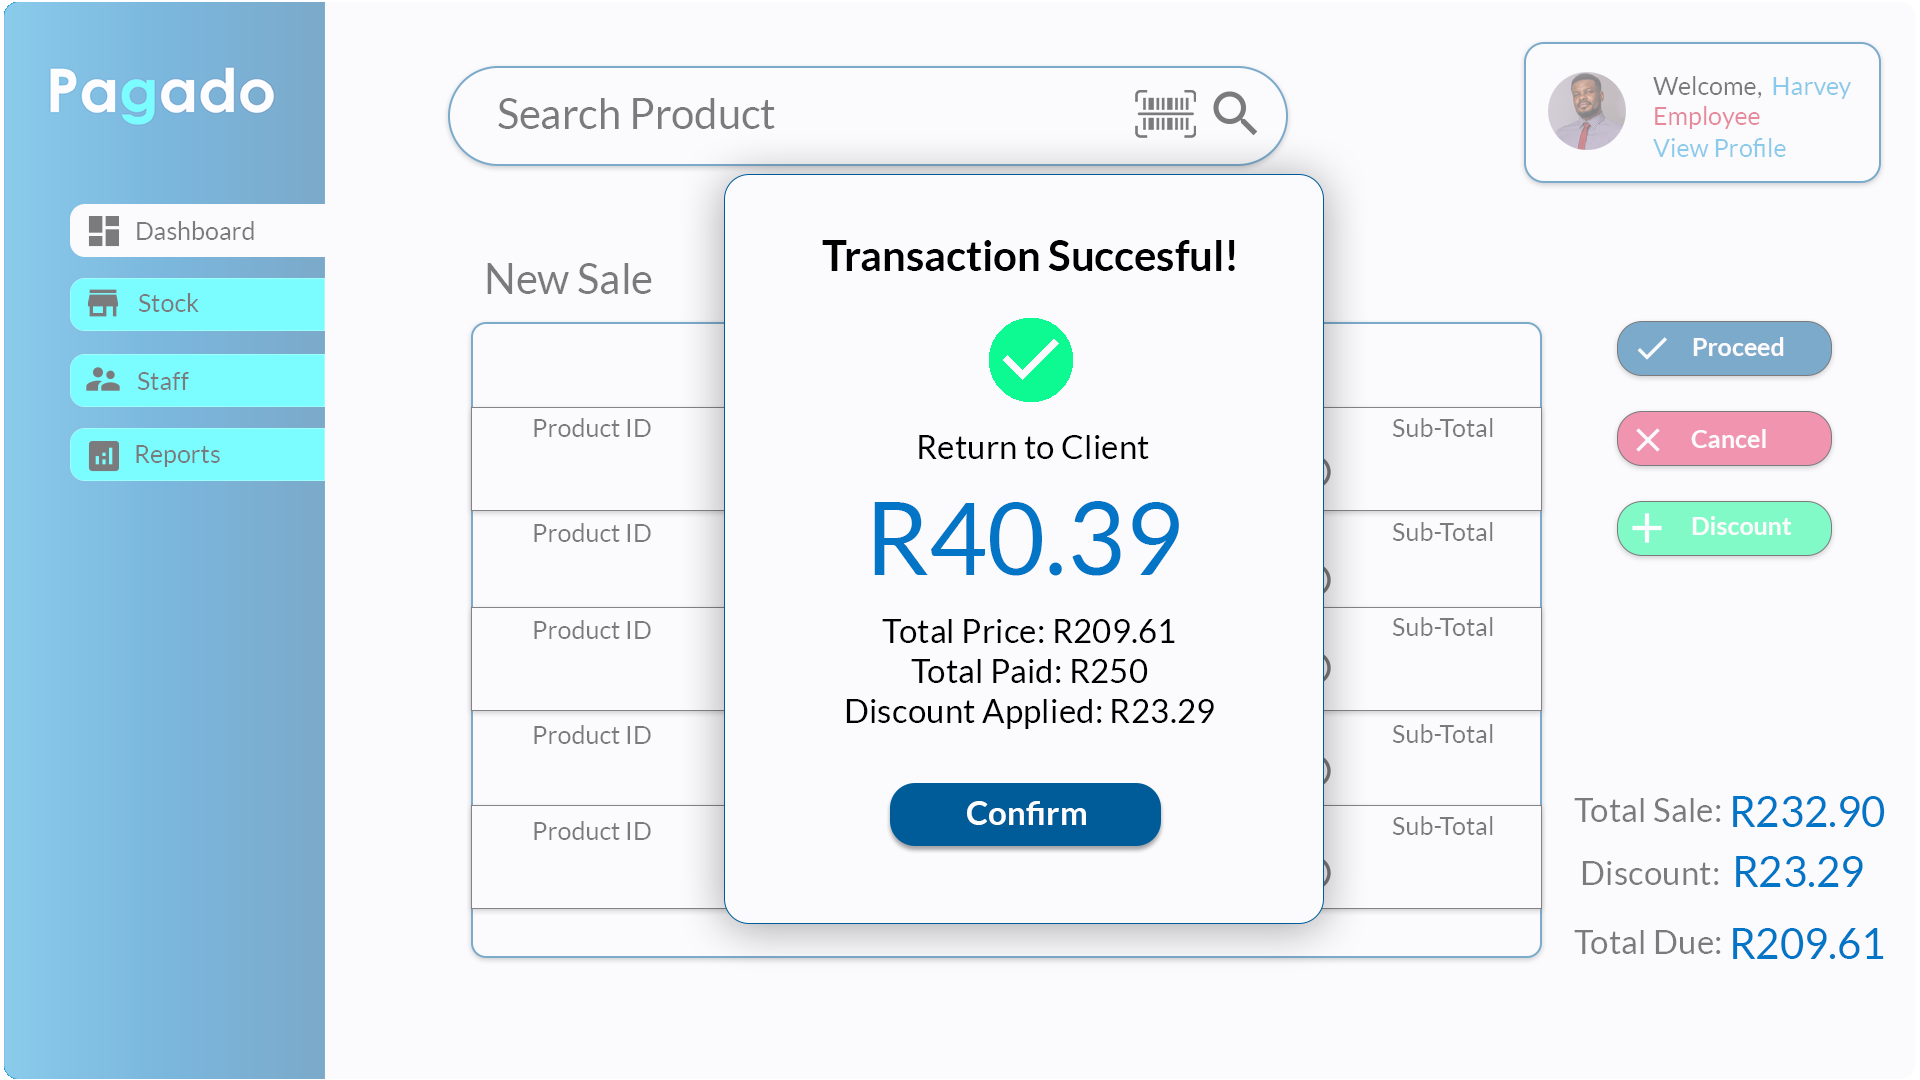 Pagado
Search Product
Welcome, Harvey
Employee
View Profile
Dashboard
Stock
Staff
Reports
New Sale
Transaction Succesful!
Return to Client
R40.39
Total Price: R209.61
Total Paid: R250
Discount Applied: R23.29
Confirm
Product ID
Sub-Total
Product ID
Sub-Total
Product ID
Sub-Total
Product ID
Sub-Total
Product ID
Sub-Total
Proceed
Cancel
Discount
Total Sale: R232.90
Discount: R23.29
Total Due: R209.61